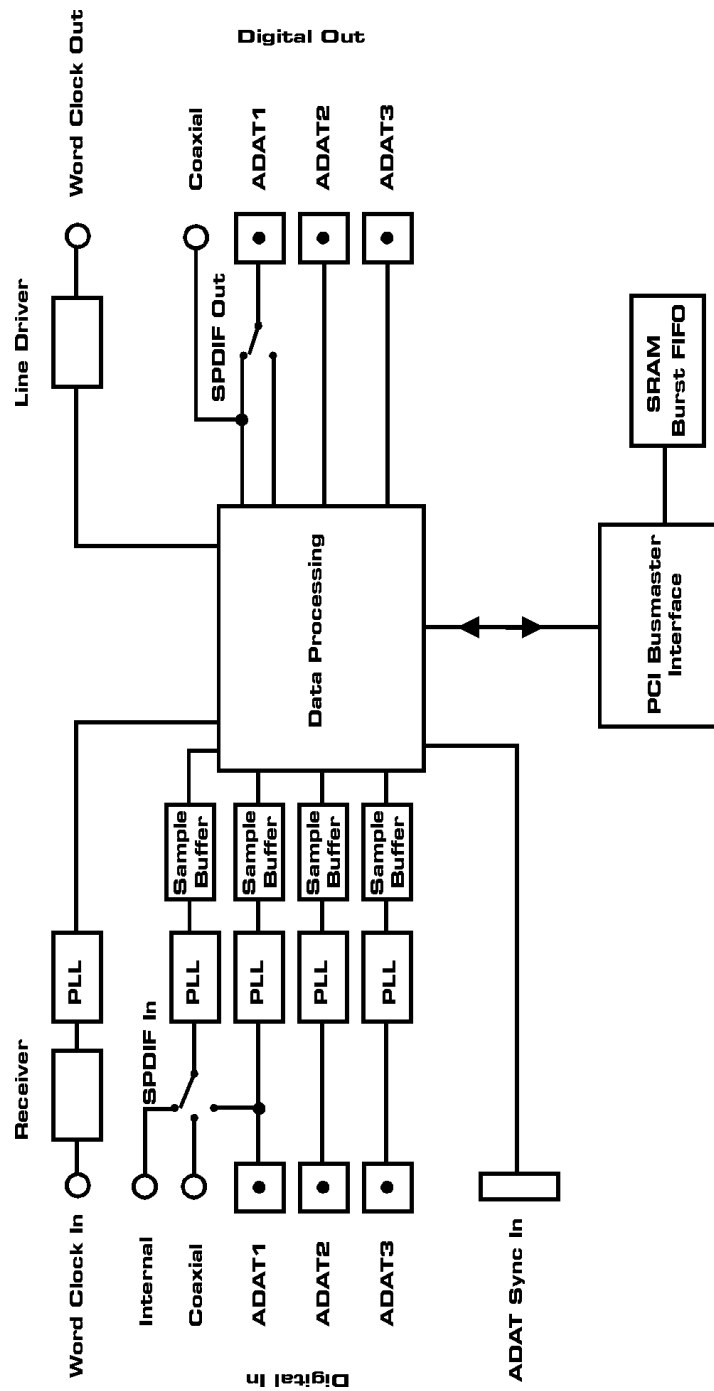 Digital Out
Word Clock Out
Coaxial
ADAT1
ADAT2
ADAT3
Line Driver
SPDIF Out
SRAM
Burst FIFO
Data Processing
PCI Busmaster
Interface
Sample
Buffer
Sample
Buffer
Sample
Buffer
Sample
Buffer
PLL
PLL
PLL
PLL
PLL
Receiver
SPDIF In
Word Clock In
Internal
Coaxial
ADAT1
ADAT2
ADAT3
ADAT Sync In
Digital In